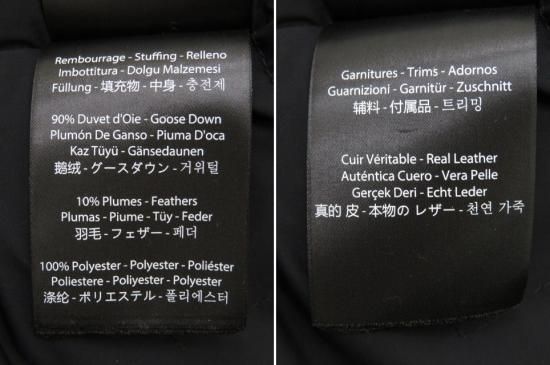 Rembourrage - Stuffing - Relleno
Imbottitura - Dolgu Malzemesi
Füllung - 填充物 - 中身 - 충전제
90% Duvet d'Oie - Goose Down
Plumón De Ganso - Piuma D'oca
Kaz Tüyü - Gänsedaunen
鹅绒 - グースダウン - 거위털
10% Plumes - Feathers
Plumas - Piume - Tüy - Feder
羽毛 - フェザー - 페더
100% Polyester - Polyester - Poliéster
Poliestere - Poliyester - Polyester
涤纶 - ポリエステル - 폴리에스터
Garnitures - Trims - Adornos
Guarnizioni - Garnitür - Zuschnitt
辅料 - 付属品 - 트리밍
Cuir Véritable - Real Leather
Auténtica Cuero - Vera Pelle
Gerçek Deri - Echt Leder
真的 皮 - 本物の レザー - 천연 가죽